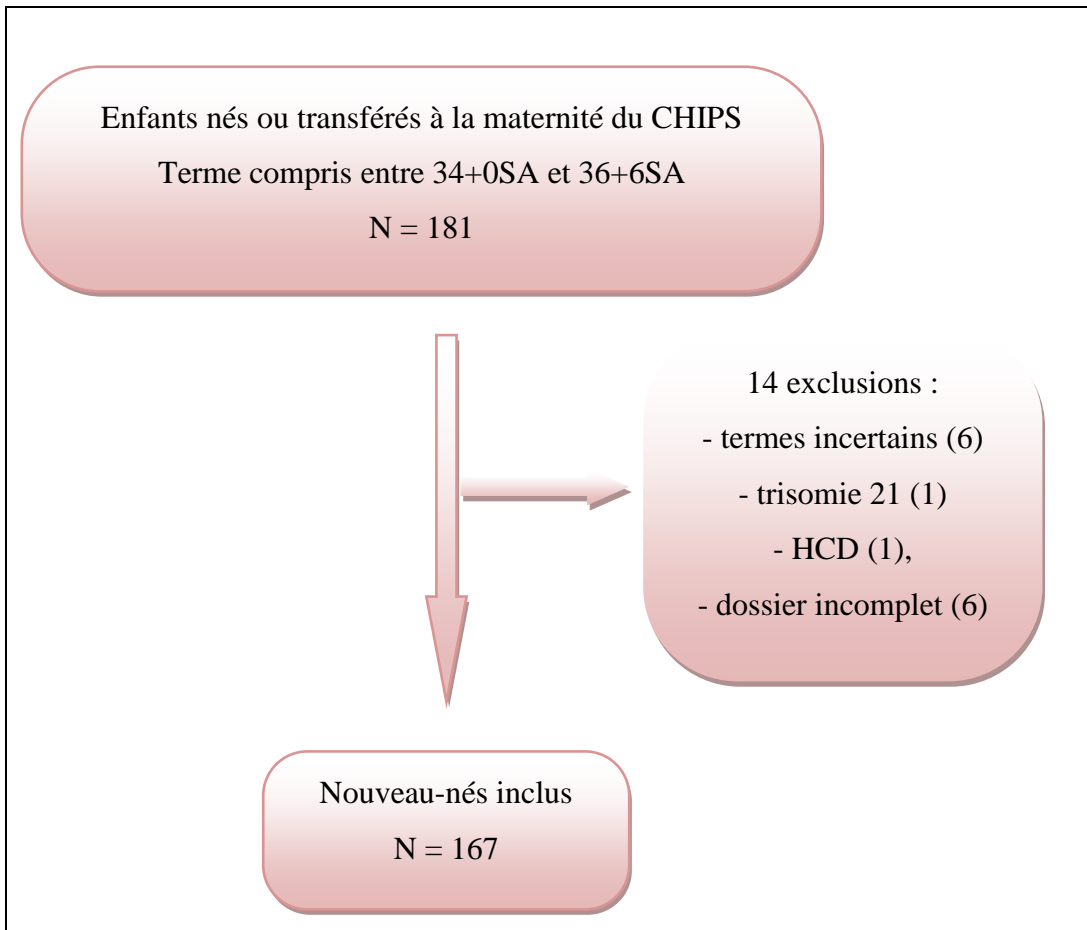 Enfants nés ou transférés à la maternité du CHIPS
Terme compris entre 34+0SA et 36+6SA
N = 181
14 exclusions :
- termes incertains (6)
- trisomie 21 (1)
- HCD (1),
- dossier incomplet (6)
Nouveau-nés inclus
N = 167